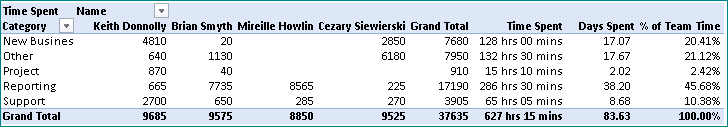 Time Spent Name
Category Keith Donnolly Brian Smyth Mireille Howlin Cezary Siewierski Grand Total Time Spent Days Spent % of Team Time
New Busines 4810 20 2850 7680 128 hrs 00 mins 17.07 20.41%
Other 640 1130 6180 7950 132 hrs 30 mins 17.67 21.12%
Project 870 40 910 15 hrs 10 mins 2.02 2.42%
Reporting 665 7735 8565 225 17190 286 hrs 30 mins 38.20 45.68%
Support 2700 650 285 270 3905 65 hrs 05 mins 8.68 10.38%
Grand Total 9685 9575 8850 9525 37635 627 hrs 15 mins 83.63 100.00%